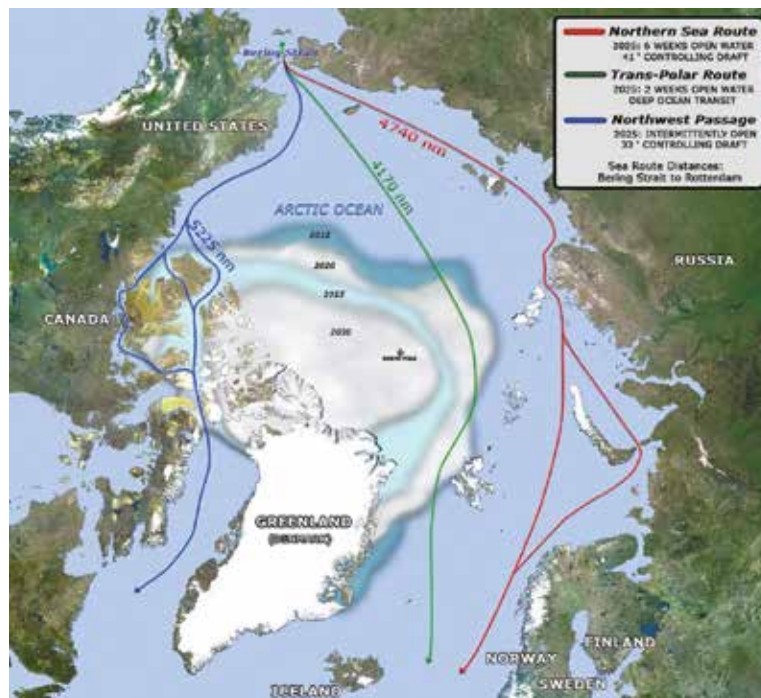 Northern Sea Route
2025: 6 WEEKS OPEN WATER
41' CONTROLLING DRAFT
Trans-Polar Route
2025: 2 WEEKS OPEN WATER
DEEP OCEAN TRANSIT
Northwest Passage
2025: INTERMITTENTLY OPEN
33' CONTROLLING DRAFT
Sea Route Distances:
Bering Strait to Rotterdam
Bering Strait
UNITED STATES
4740 nm
4170 nm
ARCTIC OCEAN
5225 nm
2012
2020
2025
2030
NORTH POLE
RUSSIA
CANADA
GREENLAND
(DENMARK)
ICELAND
NORWAY
FINLAND
SWEDEN